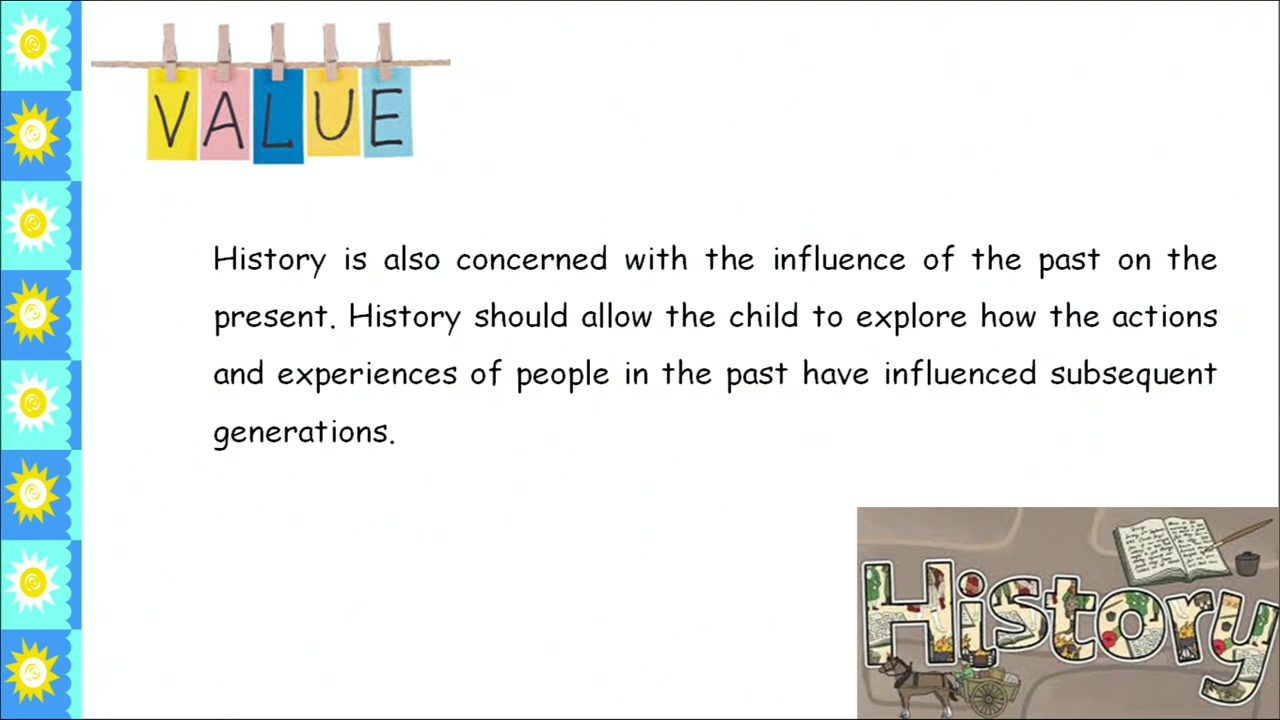 VALUE
History is also concerned with the influence of the past on the
present. History should allow the child to explore how the actions
and experiences of people in the past have influenced subsequent
generations.
History